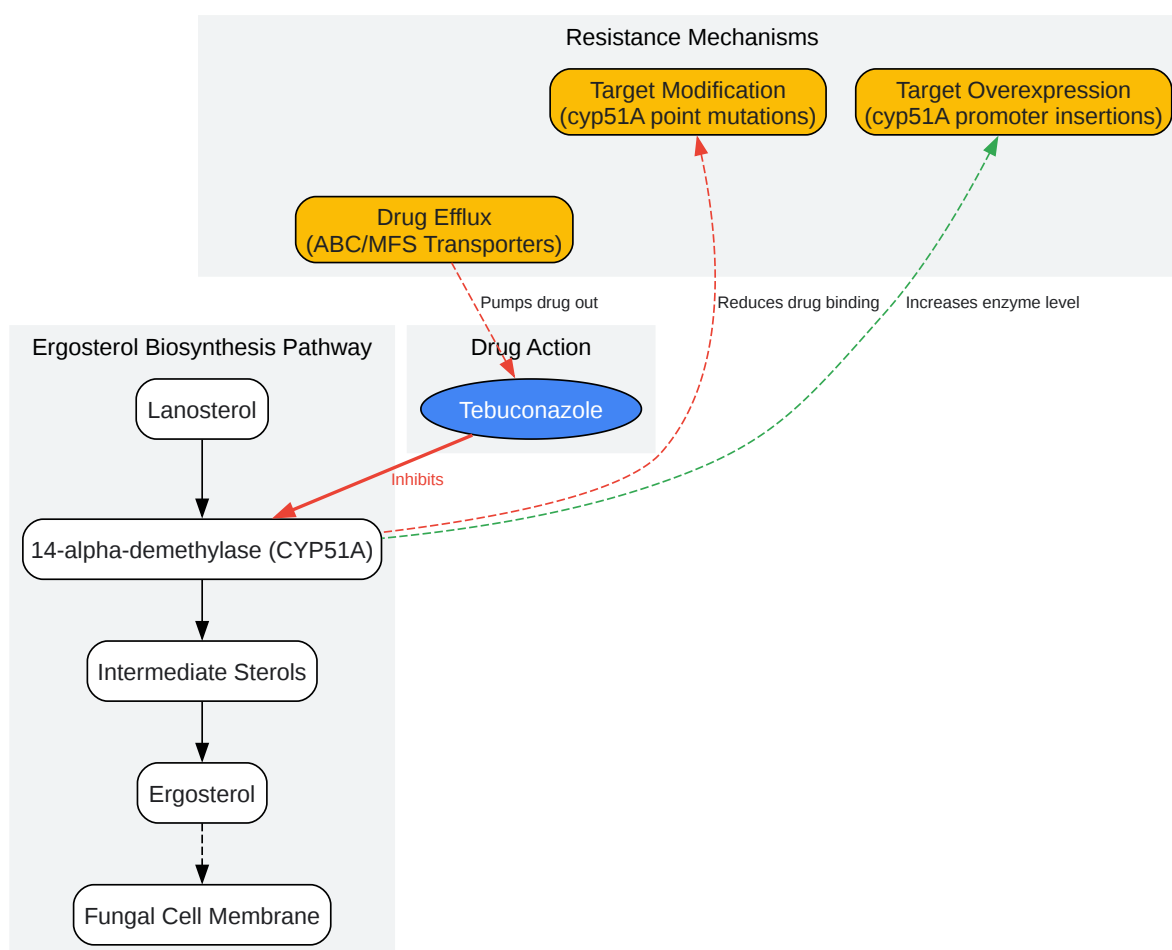 Resistance Mechanisms
Target Modification
(cyp51A point mutations)
Target Overexpression
(cyp51A promoter insertions)
Drug Efflux
(ABC/MFS Transporters)
Pumps drug out
Reduces drug binding
Increases enzyme level
Ergosterol Biosynthesis Pathway
Drug Action
Lanosterol
Tebuconazole
Inhibits
14-alpha-demethylase (CYP51A)
Intermediate Sterols
Ergosterol
Fungal Cell Membrane